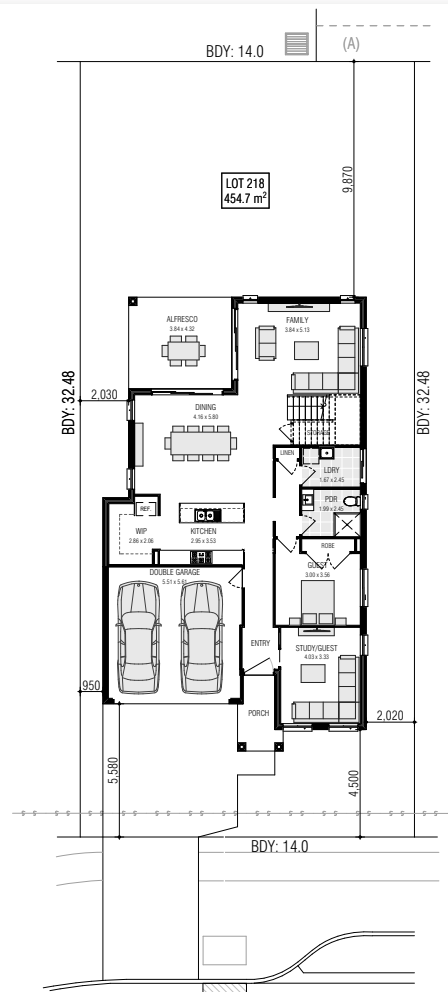 (A)
BDY: 14.0
9,870
LOT 218
454.7 m²
ALFRESCO
3.84 x 4.32
FAMILY
3.84 x 5.13
BDY: 32.48
2,030
BDY: 32.48
DINING
4.16 x 5.80
STORAGE
LINEN
LDRY
1.67 x 2.45
PDR
1.99 x 2.45
REF.
WIP
2.86 x 2.06
KITCHEN
2.95 x 3.53
ROBE
GUEST
3.00 x 3.56
DOUBLE GARAGE
5.51 x 5.61
ENTRY
STUDY/GUEST
4.03 x 3.33
950
PORCH
2,020
5,580
4,500
BDY: 14.0